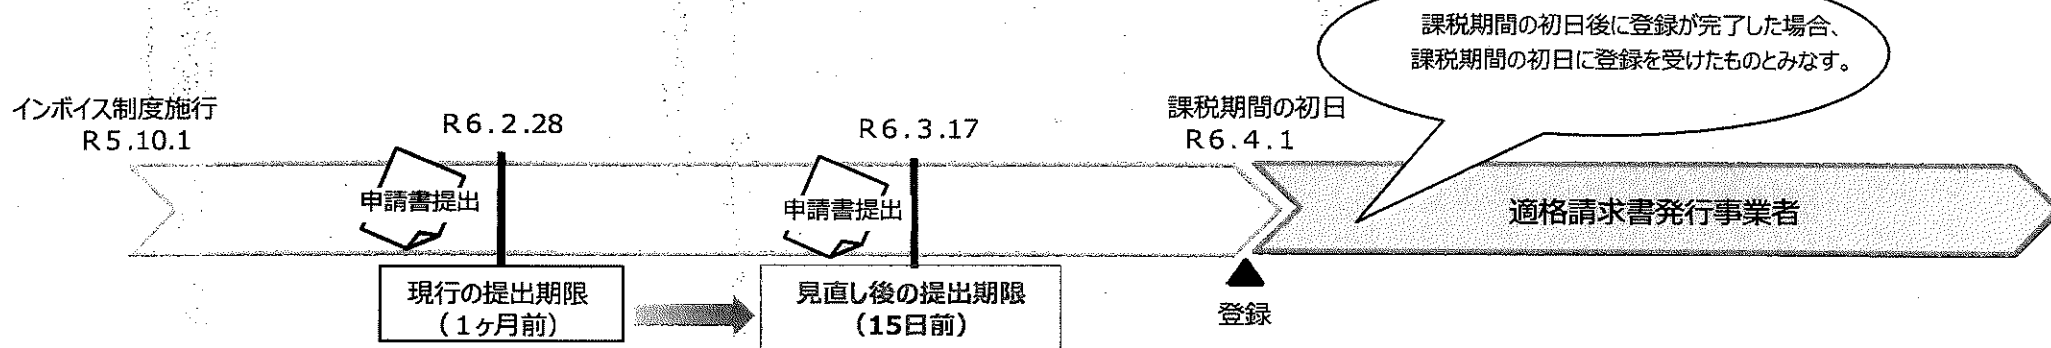 課税期間の初日後に登録が完了した場合、
課税期間の初日に登録を受けたものとみなす。
インボイス制度施行
R5.10.1
R6.2.28
R6.3.17
課税期間の初日
R6.4.1
申請書提出
申請書提出
適格請求書発行事業者
現行の提出期限
(1ヶ月前)
見直し後の提出期限
(15日前)
登録